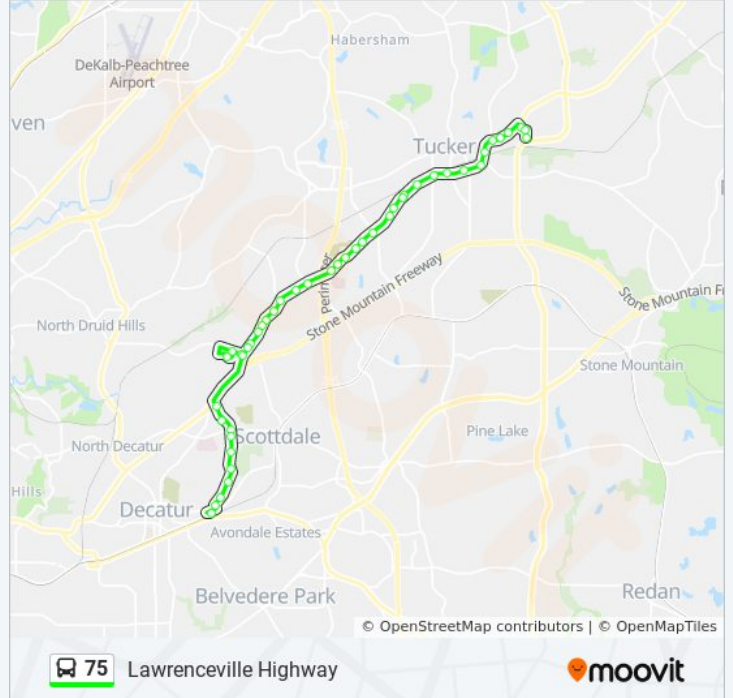 Habersham
DeKalb-Peachtree
Airport
ven
Tucker
Perimeter
Stone Mountain Freeway
Stone Mountain Fr
North Druid Hills
Stone Mountain
Scottdale
Pine Lake
North Decatur
Hills
Decatur
Avondale Estates
Belvedere Park
Redan
© OpenStreetMap contributors | © OpenMapTiles
75 Lawrenceville Highway
moovit